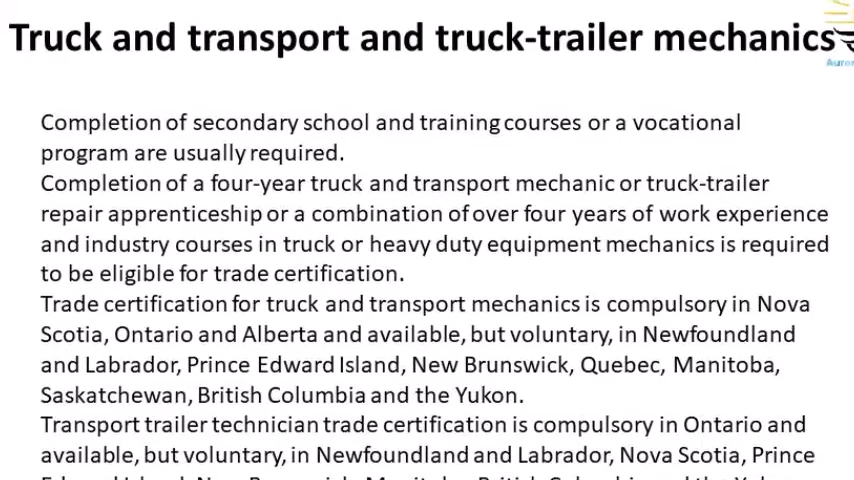 Truck and transport and truck-trailer mechanics
Completion of secondary school and training courses or a vocational
program are usually required.
Completion of a four-year truck and transport mechanic or truck-trailer
repair apprenticeship or a combination of over four years of work experience
and industry courses in truck or heavy duty equipment mechanics is required
to be eligible for trade certification.
Trade certification for truck and transport mechanics is compulsory in Nova
Scotia, Ontario and Alberta and available, but voluntary, in Newfoundland
and Labrador, Prince Edward Island, New Brunswick, Quebec, Manitoba,
Saskatchewan, British Columbia and the Yukon.
Transport trailer technician trade certification is compulsory in Ontario and
available, but voluntary, in Newfoundland and Labrador, Nova Scotia, Prince